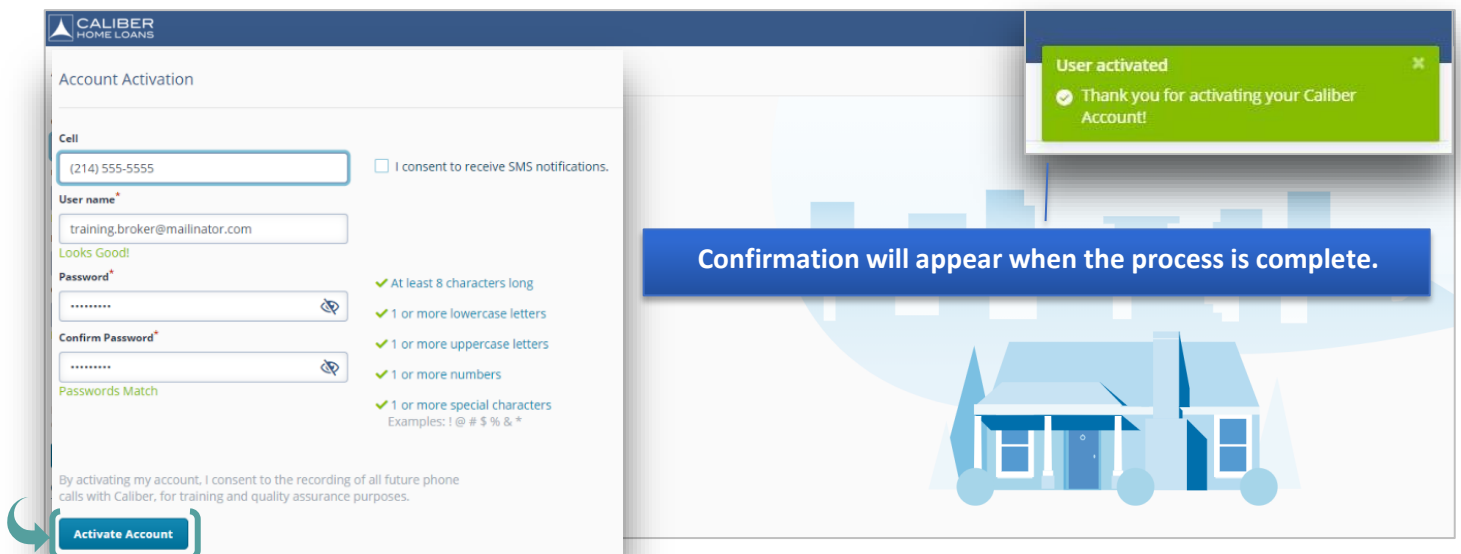 CALIBER
HOME LOANS
Account Activation
Cell
(214) 555-5555
I consent to receive SMS notifications.
User name*
training.broker@mailinator.com
Looks Good!
Password*
•••••••••
Confirm Password*
•••••••••
Passwords Match
At least 8 characters long
1 or more lowercase letters
1 or more uppercase letters
1 or more numbers
1 or more special characters
Examples: ! @ # $ % & *
By activating my account, I consent to the recording of all future phone
calls with Caliber, for training and quality assurance purposes.
Activate Account
User activated
Thank you for activating your Caliber
Account!
Confirmation will appear when the process is complete.